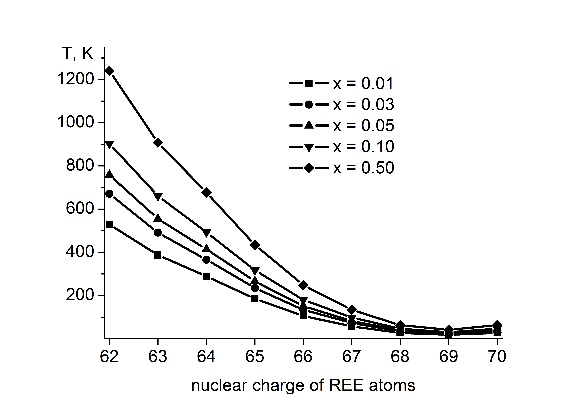 T, K
1200
1000
800
600
400
200
x = 0.01
x = 0.03
x = 0.05
x = 0.10
x = 0.50
62 63 64 65 66 67 68 69 70
nuclear charge of REE atoms